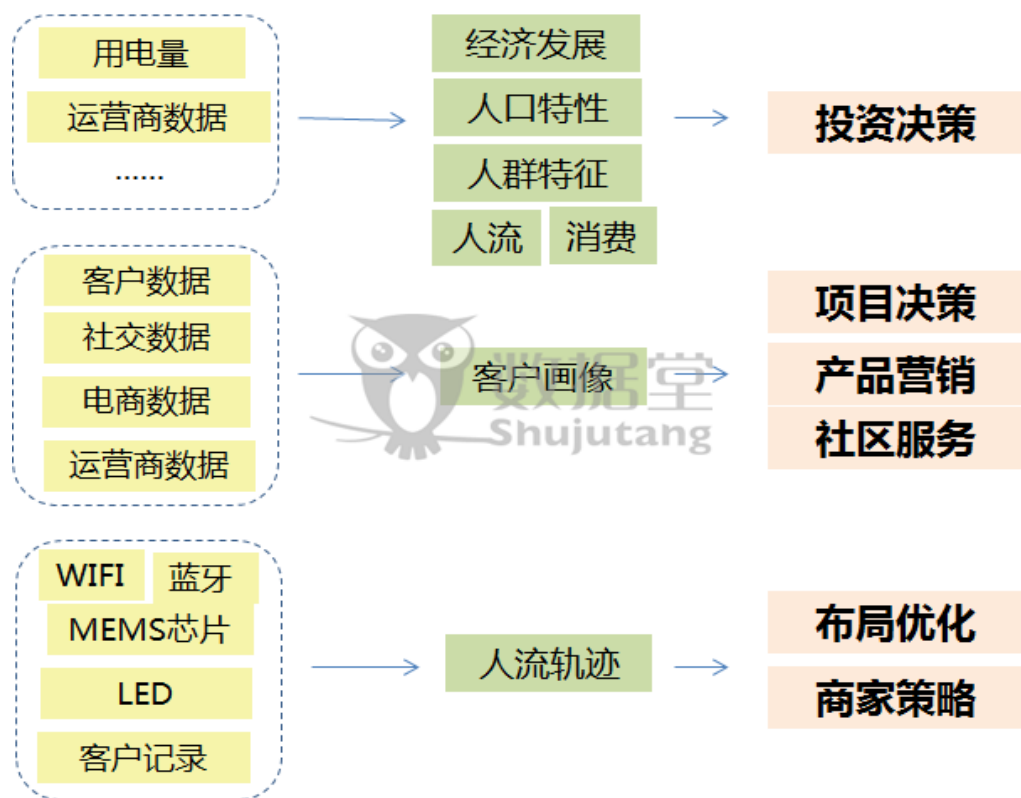 用电量
运营商数据
......
经济发展
人口特性
人群特征
人流 消费
投资决策
客户数据
社交数据
电商数据
运营商数据
客户画像
数据堂
Shujutang
项目决策
产品营销
社区服务
WIFI 蓝牙
MEMS芯片
LED
客户记录
人流轨迹
布局优化
商家策略